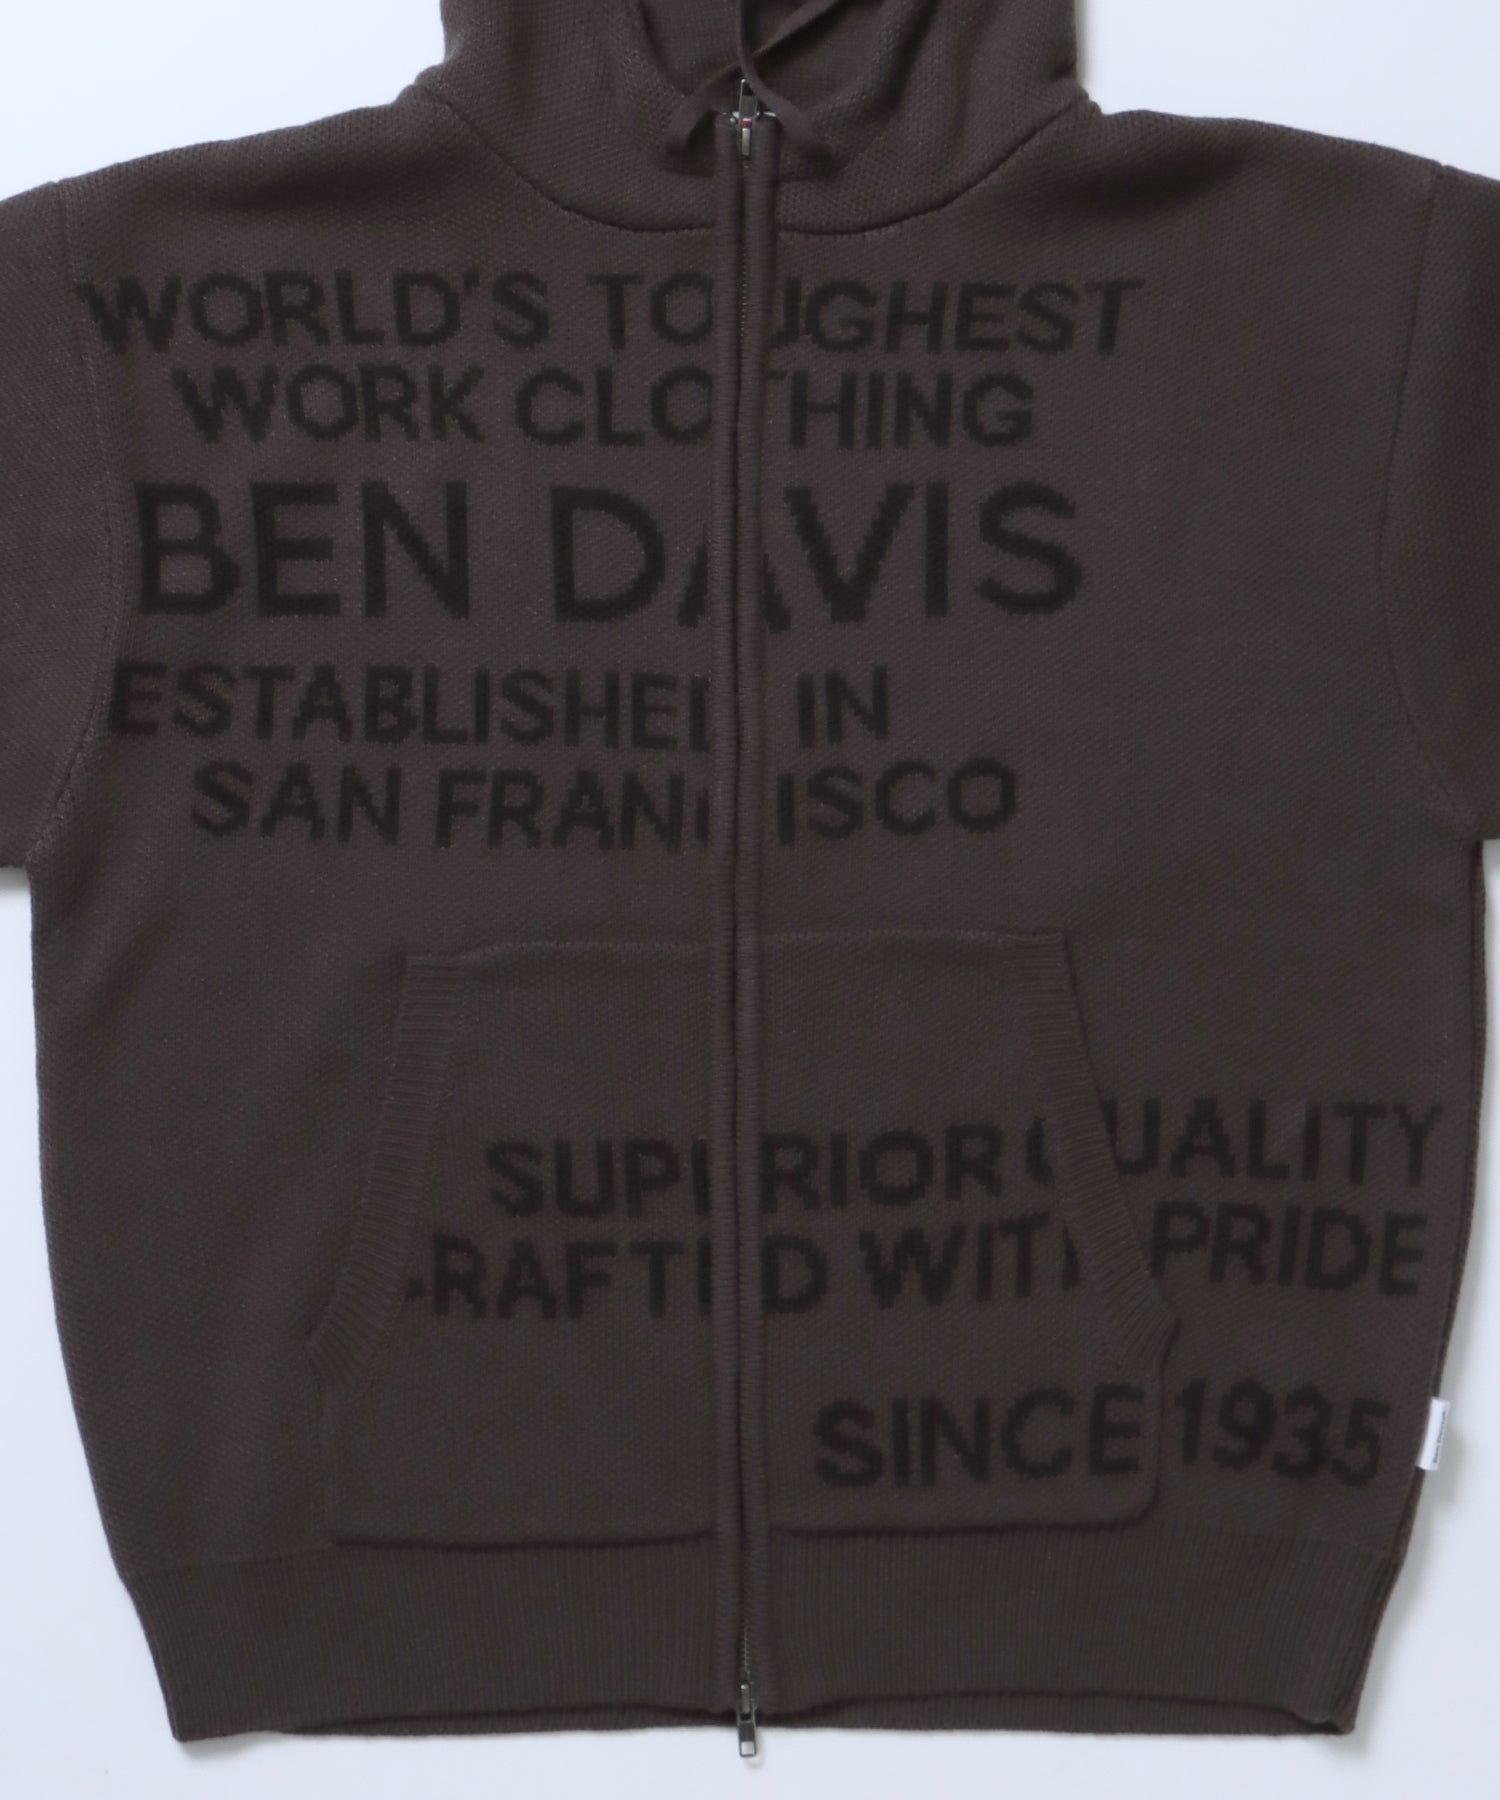 WORLD'S TOUGHEST
WORK CLOTHING
BEN DAVIS
ESTABLISHED IN
SAN FRANCISCO
SUPERIOR QUALITY
CRAFTED WITH PRIDE
SINCE 1935